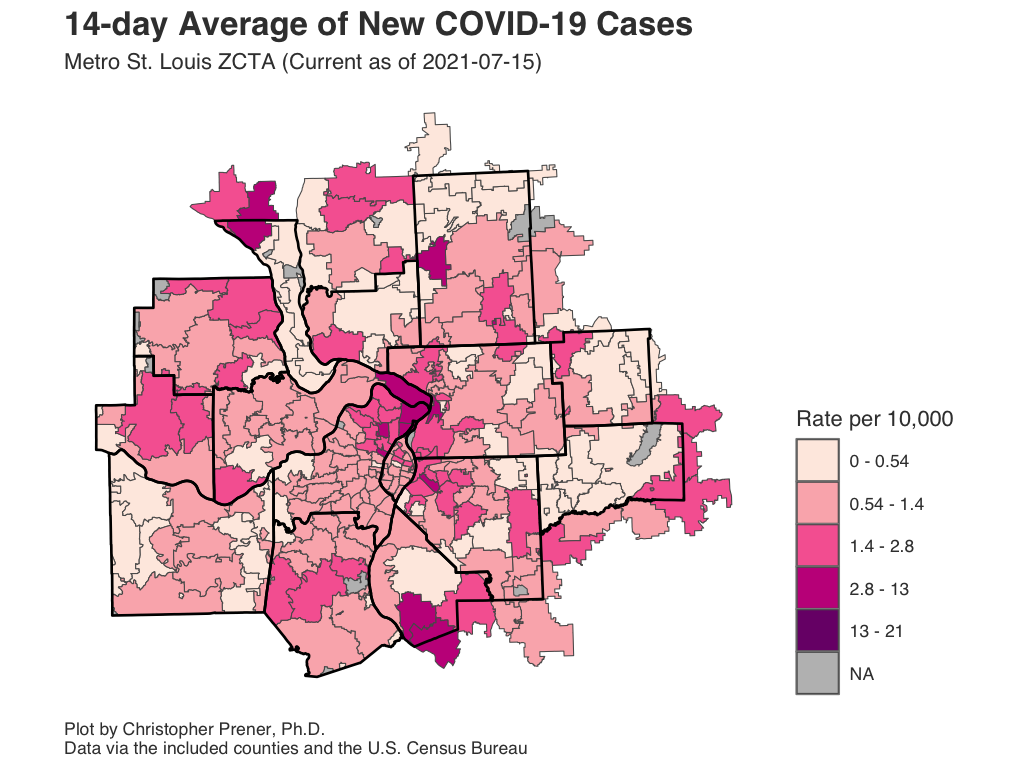 14-day Average of New COVID-19 Cases
Metro St. Louis ZCTA (Current as of 2021-07-15)
Rate per 10,000
0 - 0.54
0.54 - 1.4
1.4 - 2.8
2.8 - 13
13 - 21
NA
Plot by Christopher Prener, Ph.D.
Data via the included counties and the U.S. Census Bureau